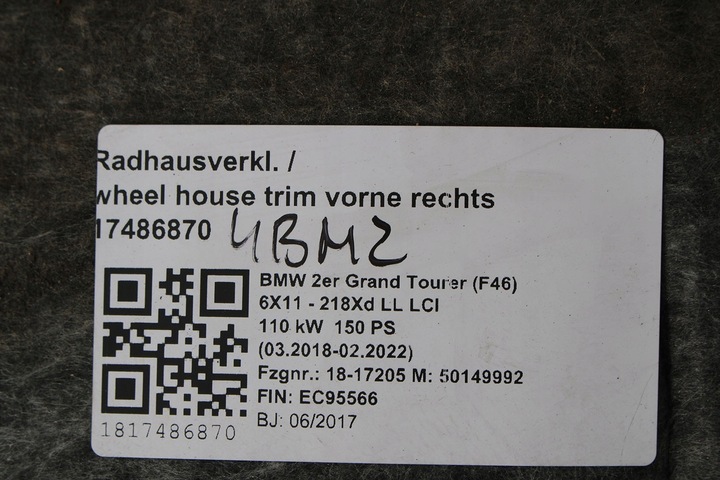 Radhausverkl. /
wheel house trim vorne rechts
17486870 4BM2
BMW 2er Grand Tourer (F46)
6X11 - 218Xd LL LCI
110 kW 150 PS
(03.2018-02.2022)
Fzgnr.: 18-17205 M: 50149992
FIN: EC95566
BJ: 06/2017
1817486870